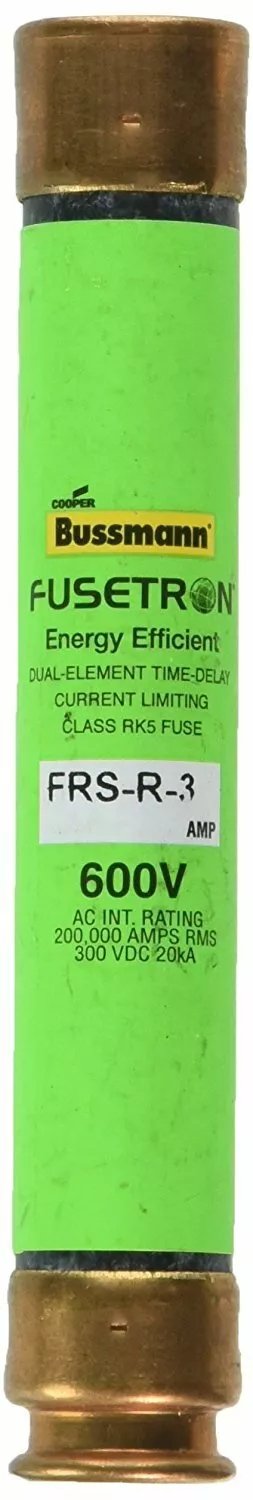 COOPER
Bussmann®
FUSETRON™
Energy Efficient
DUAL-ELEMENT TIME-DELAY
CURRENT LIMITING
CLASS RK5 FUSE
FRS-R-3
AMP
600V
AC INT. RATING
200,000 AMPS RMS
300 VDC 20kA